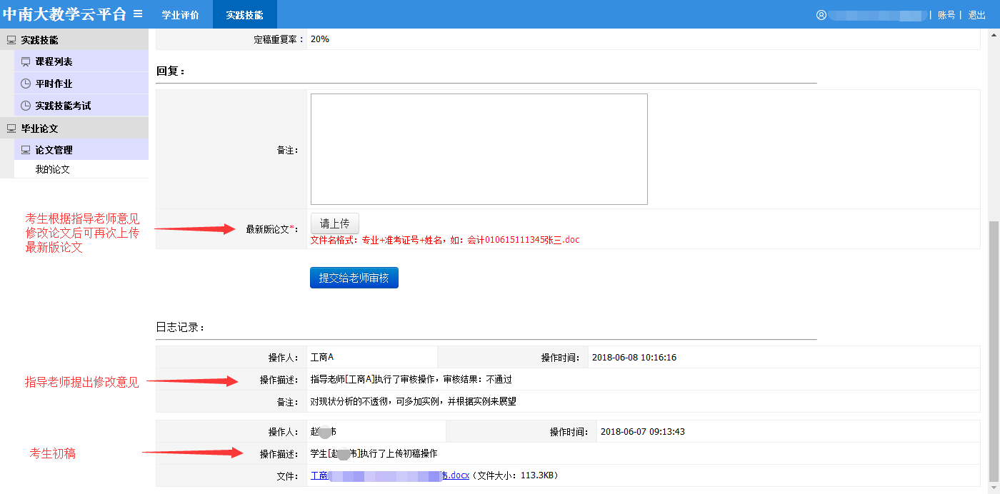 中南大教学云平台 学业评价 实践技能 | 账号 | 退出
实践技能
课程列表
平时作业
实践技能考试
毕业论文
论文管理
我的论文
定稿重复率： 20%
回复：
备注：
考生根据指导老师意见
修改论文后可再次上传
最新版论文
最新版论文*： 请上传
文件名格式：专业+准考证号+姓名，如：会计010615111345张三.doc
提交给老师审核
日志记录：
操作人： 工商A 操作时间： 2018-06-08 10:16:16
指导老师提出修改意见
操作描述： 指导老师[工商A]执行了审核操作，审核结果：不通过
备注： 对现状分析的不透彻，可多加实例，并根据实例来展望
操作人： 赵 伟 操作时间： 2018-06-07 09:13:43
考生初稿
操作描述： 学生[赵 伟]执行了上传初稿操作
文件： 工商 伟.docx（文件大小：113.3KB）